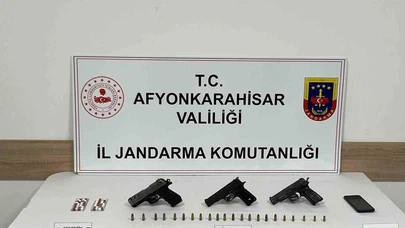 T.C.
AFYONKARAHİSAR
VALİLİĞİ
İL JANDARMA KOMUTANLIĞI